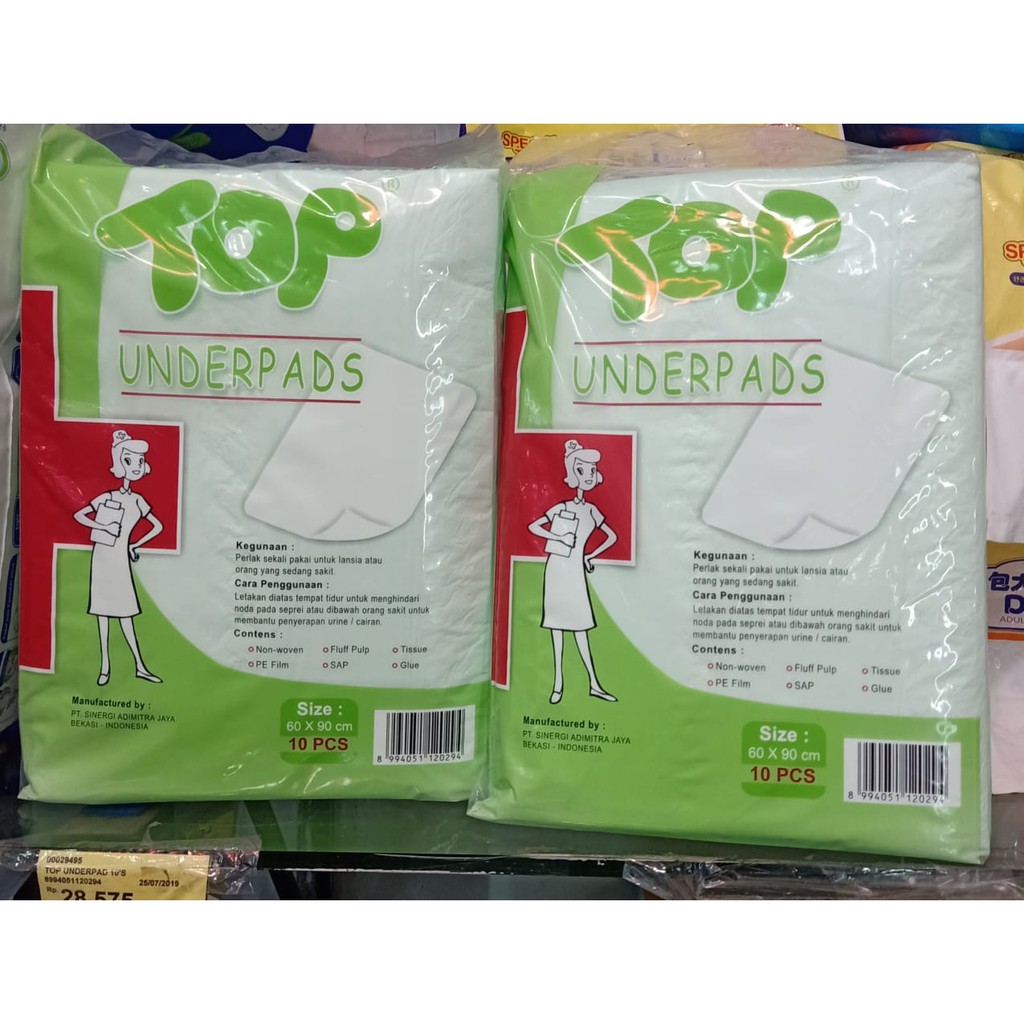 TOP ®
UNDERPADS
Kegunaan :
Perlak sekali pakai untuk lansia atau
orang yang sedang sakit.
Cara Penggunaan :
Letakan diatas tempat tidur untuk menghindari
noda pada seprei atau dibawah orang sakit untuk
membantu penyerapan urine / cairan.
Contens :
Non-woven Fluff Pulp Tissue
PE Film SAP Glue
Manufactured by :
PT. SINERGI ADIMITRA JAYA
BEKASI - INDONESIA
Size :
60 X 90 cm
10 PCS
8 994051 120294
TOP ®
UNDERPADS
Kegunaan :
Perlak sekali pakai untuk lansia atau
orang yang sedang sakit.
Cara Penggunaan :
Letakan diatas tempat tidur untuk menghindari
noda pada seprei atau dibawah orang sakit untuk
membantu penyerapan urine / cairan.
Contens :
Non-woven Fluff Pulp Tissue
PE Film SAP Glue
Manufactured by :
PT. SINERGI ADIMITRA JAYA
BEKASI - INDONESIA
Size :
60 X 90 cm
10 PCS
8 994051 120294
00029495
TOP UNDERPAD 10'S
8994051120294 25/07/2019
Rp. 28,575